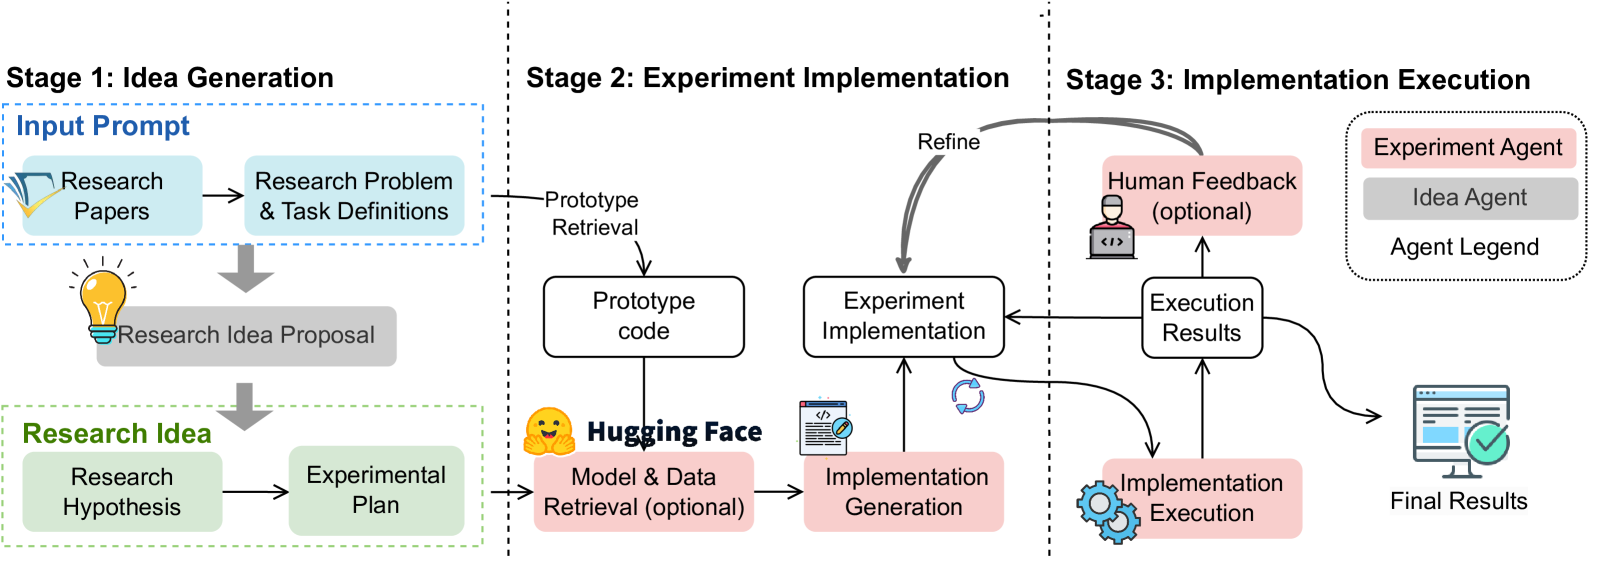 Stage 1: Idea Generation
Input Prompt
Research
Papers
Research Problem
& Task Definitions
Research Idea Proposal
Research Idea
Research
Hypothesis
Experimental
Plan
Stage 2: Experiment Implementation
Prototype
Retrieval
Prototype
code
Hugging Face
Model & Data
Retrieval (optional)
Refine
Experiment
Implementation
Implementation
Generation
Stage 3: Implementation Execution
Human Feedback
(optional)
Execution
Results
Implementation
Execution
Experiment Agent
Idea Agent
Agent Legend
Final Results